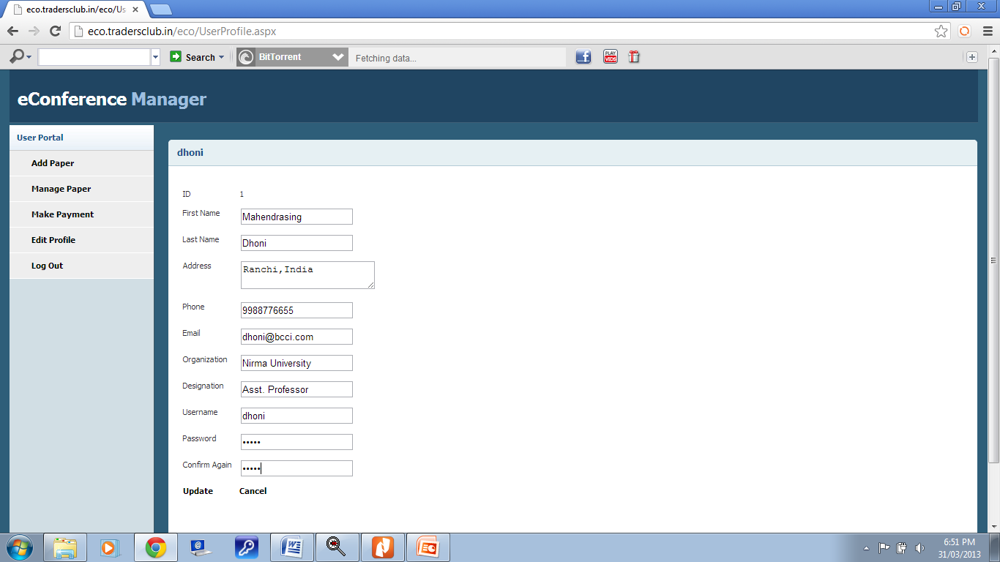 eco.tradersclub.in/eco/Us
eco.tradersclub.in/eco/UserProfile.aspx
Search
BitTorrent
Fetching data...
PLAY
VIDS
eConference Manager
User Portal
Add Paper
Manage Paper
Make Payment
Edit Profile
Log Out
dhoni
ID 1
First Name Mahendrasing
Last Name Dhoni
Address Ranchi,India
Phone 9988776655
Email dhoni@bcci.com
Organization Nirma University
Designation Asst. Professor
Username dhoni
Password •••••
Confirm Again •••••
Update Cancel
6:51 PM
31/03/2013